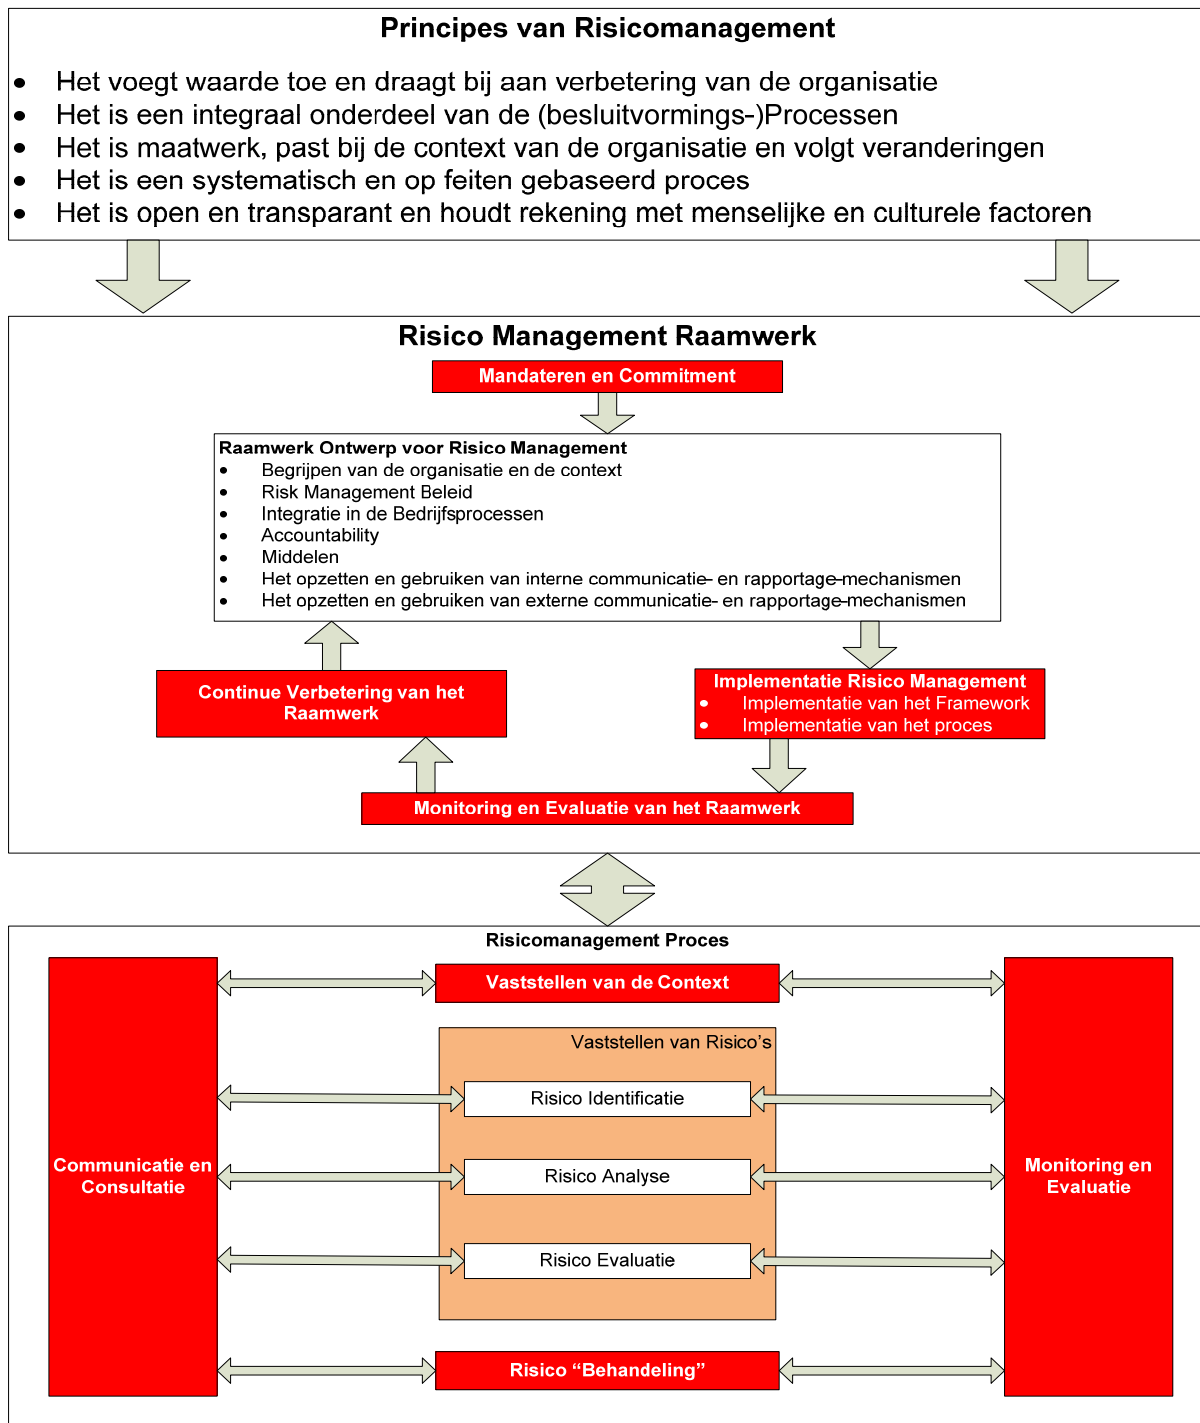 Principes van Risicomanagement
• Het voegt waarde toe en draagt bij aan verbetering van de organisatie
• Het is een integraal onderdeel van de (besluitvormings-)Processen
• Het is maatwerk, past bij de context van de organisatie en volgt veranderingen
• Het is een systematisch en op feiten gebaseerd proces
• Het is open en transparant en houdt rekening met menselijke en culturele factoren
Risico Management Raamwerk
Mandateren en Commitment
Raamwerk Ontwerp voor Risico Management
• Begrijpen van de organisatie en de context
• Risk Management Beleid
• Integratie in de Bedrijfsprocessen
• Accountability
• Middelen
• Het opzetten en gebruiken van interne communicatie- en rapportage-mechanismen
• Het opzetten en gebruiken van externe communicatie- en rapportage-mechanismen
Continue Verbetering van het
Raamwerk
Implementatie Risico Management
• Implementatie van het Framework
• Implementatie van het proces
Monitoring en Evaluatie van het Raamwerk
Risicomanagement Proces
Vaststellen van de Context
Vaststellen van Risico's
Risico Identificatie
Communicatie en
Consultatie
Risico Analyse
Monitoring en
Evaluatie
Risico Evaluatie
Risico “Behandeling”